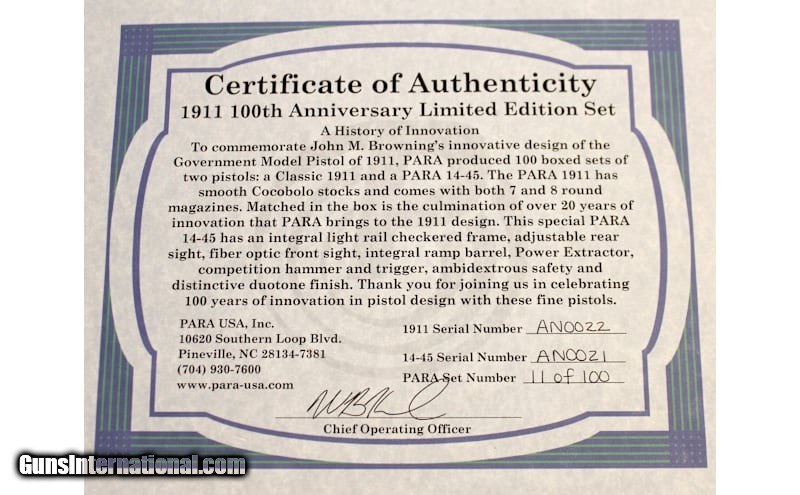 Certificate of Authenticity
1911 100th Anniversary Limited Edition Set
A History of Innovation
To commemorate John M. Browning's innovative design of the
Government Model Pistol of 1911, PARA produced 100 boxed sets of
two pistols: a Classic 1911 and a PARA 14-45. The PARA 1911 has
smooth Cocobolo stocks and comes with both 7 and 8 round
magazines. Matched in the box is the culmination of over 20 years of
innovation that PARA brings to the 1911 design. This special PARA
14-45 has an integral light rail checkered frame, adjustable rear
sight, fiber optic front sight, integral ramp barrel, Power Extractor,
competition hammer and trigger, ambidextrous safety and
distinctive duotone finish. Thank you for joining us in celebrating
100 years of innovation in pistol design with these fine pistols.
PARA USA, Inc.
10620 Southern Loop Blvd.
Pineville, NC 28134-7381
(704) 930-7600
www.para-usa.com
1911 Serial Number AN0022
14-45 Serial Number AN0021
PARA Set Number 11 of 100
Chief Operating Officer
GunsInternational.com